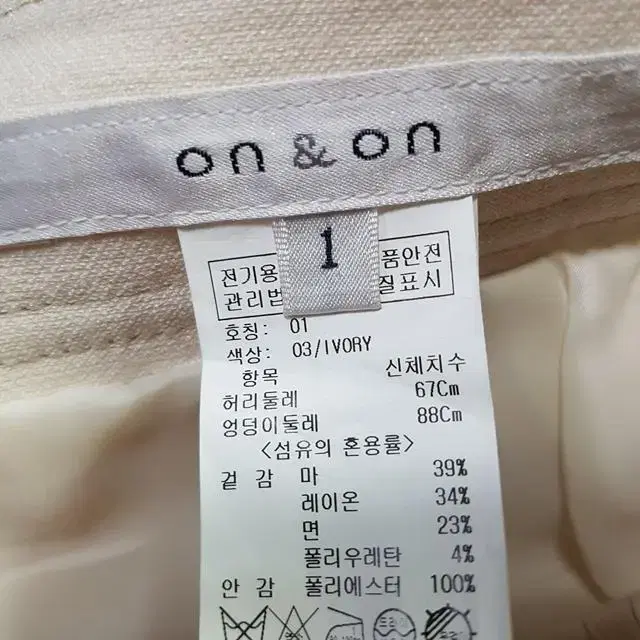 on & on
1
전기용 품안전
관리법 질표시
호칭: 01
색상: 03/IVORY
항목 신체치수
허리둘레 67Cm
엉덩이둘레 88Cm
<섬유의 혼용률>
겉 감 마 39%
레이온 34%
면 23%
폴리우레탄 4%
안 감 폴리에스터 100%